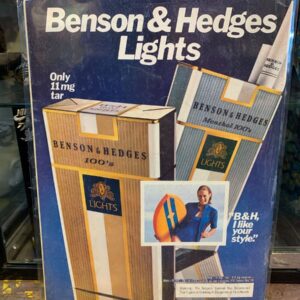 Benson & Hedges
Lights
Only
11 mg
tar
BENSON & HEDGES
100's
LIGHTS
BENSON & HEDGES
Menthol 100's
LIGHTS
"B&H,
I like
your
style."